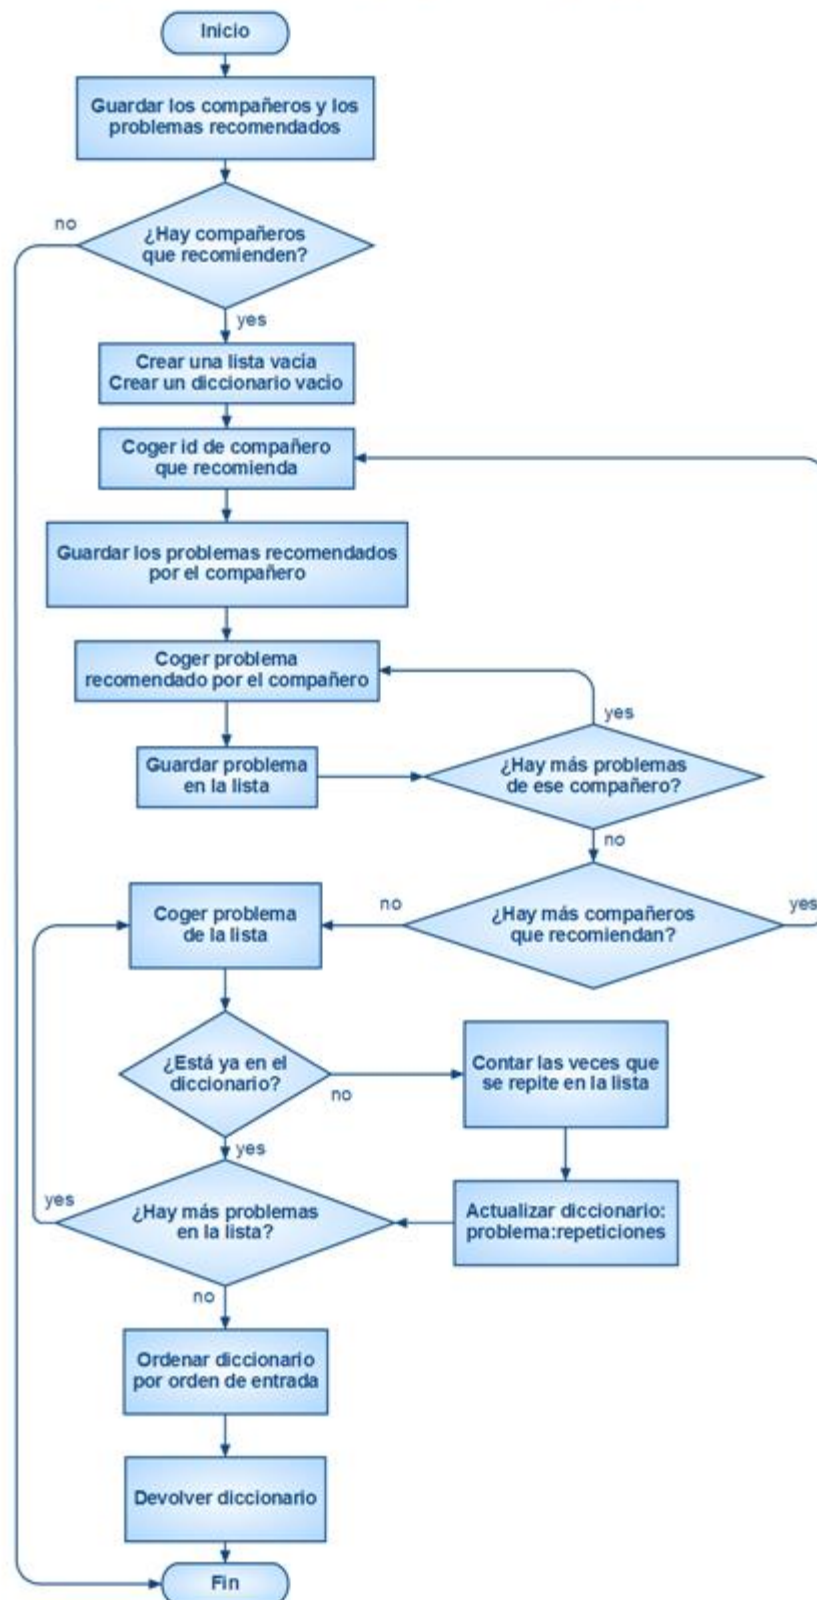 Inicio
Guardar los compañeros y los
problemas recomendados
no
¿Hay compañeros
que recomienden?
yes
Crear una lista vacía
Crear un diccionario vacio
Coger id de compañero
que recomienda
Guardar los problemas recomendados
por el compañero
Coger problema
recomendado por el compañero
yes
Guardar problema
en la lista
¿Hay más problemas
de ese compañero?
no
Coger problema
de la lista
no
¿Hay más compañeros
que recomiendan?
yes
¿Está ya en el
diccionario?
no
Contar las veces que
se repite en la lista
yes
yes
¿Hay más problemas
en la lista?
Actualizar diccionario:
problema:repeticiones
no
Ordenar diccionario
por orden de entrada
Devolver diccionario
Fin